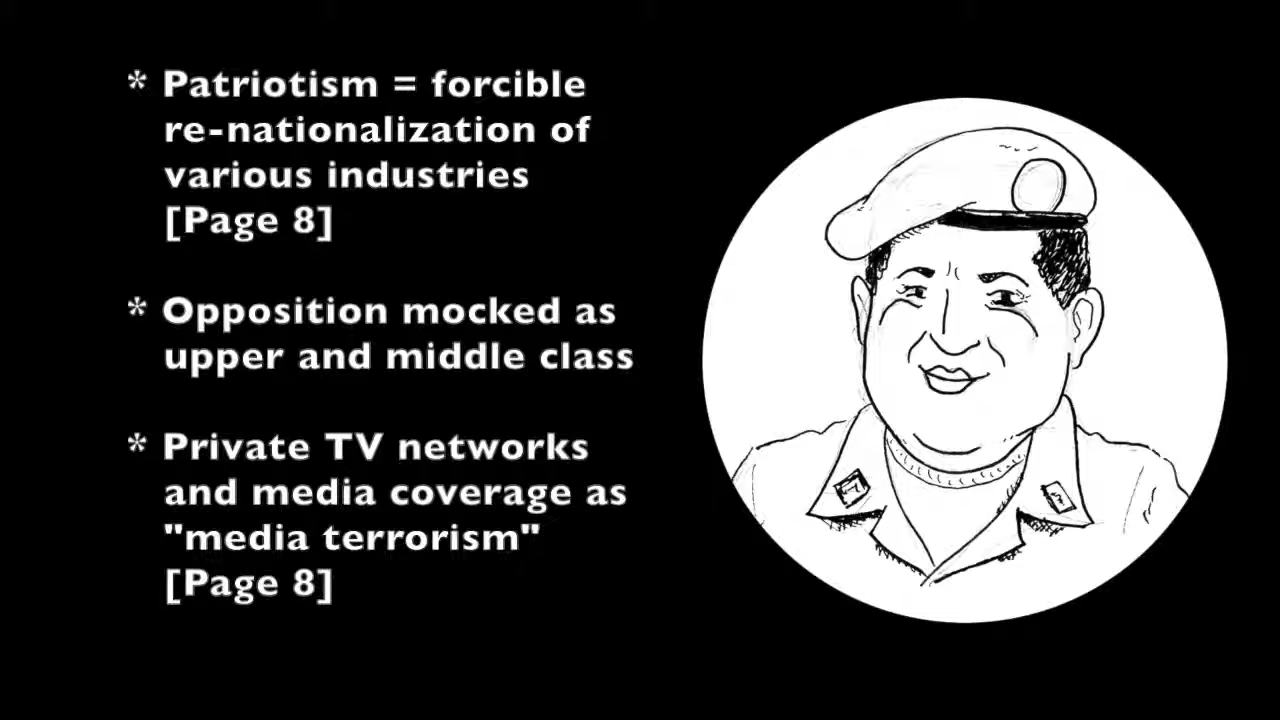 * Patriotism = forcible
re-nationalization of
various industries
[Page 8]
* Opposition mocked as
upper and middle class
* Private TV networks
and media coverage as
"media terrorism"
[Page 8]